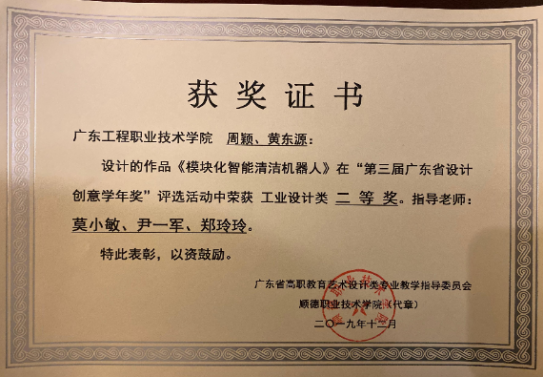 获奖证书
广东工程职业技术学院 周颖、黄东源：
设计的作品《模块化智能清洁机器人》在“第三届广东省设计
创意学年奖”评选活动中荣获 工业设计类 二等奖。指导老师：
莫小敏、尹一军、郑玲玲。
特此表彰，以资鼓励。
广东省高职教育艺术设计类专业教学指导委员会
顺德职业技术学院（代章）
二〇一九年十二月